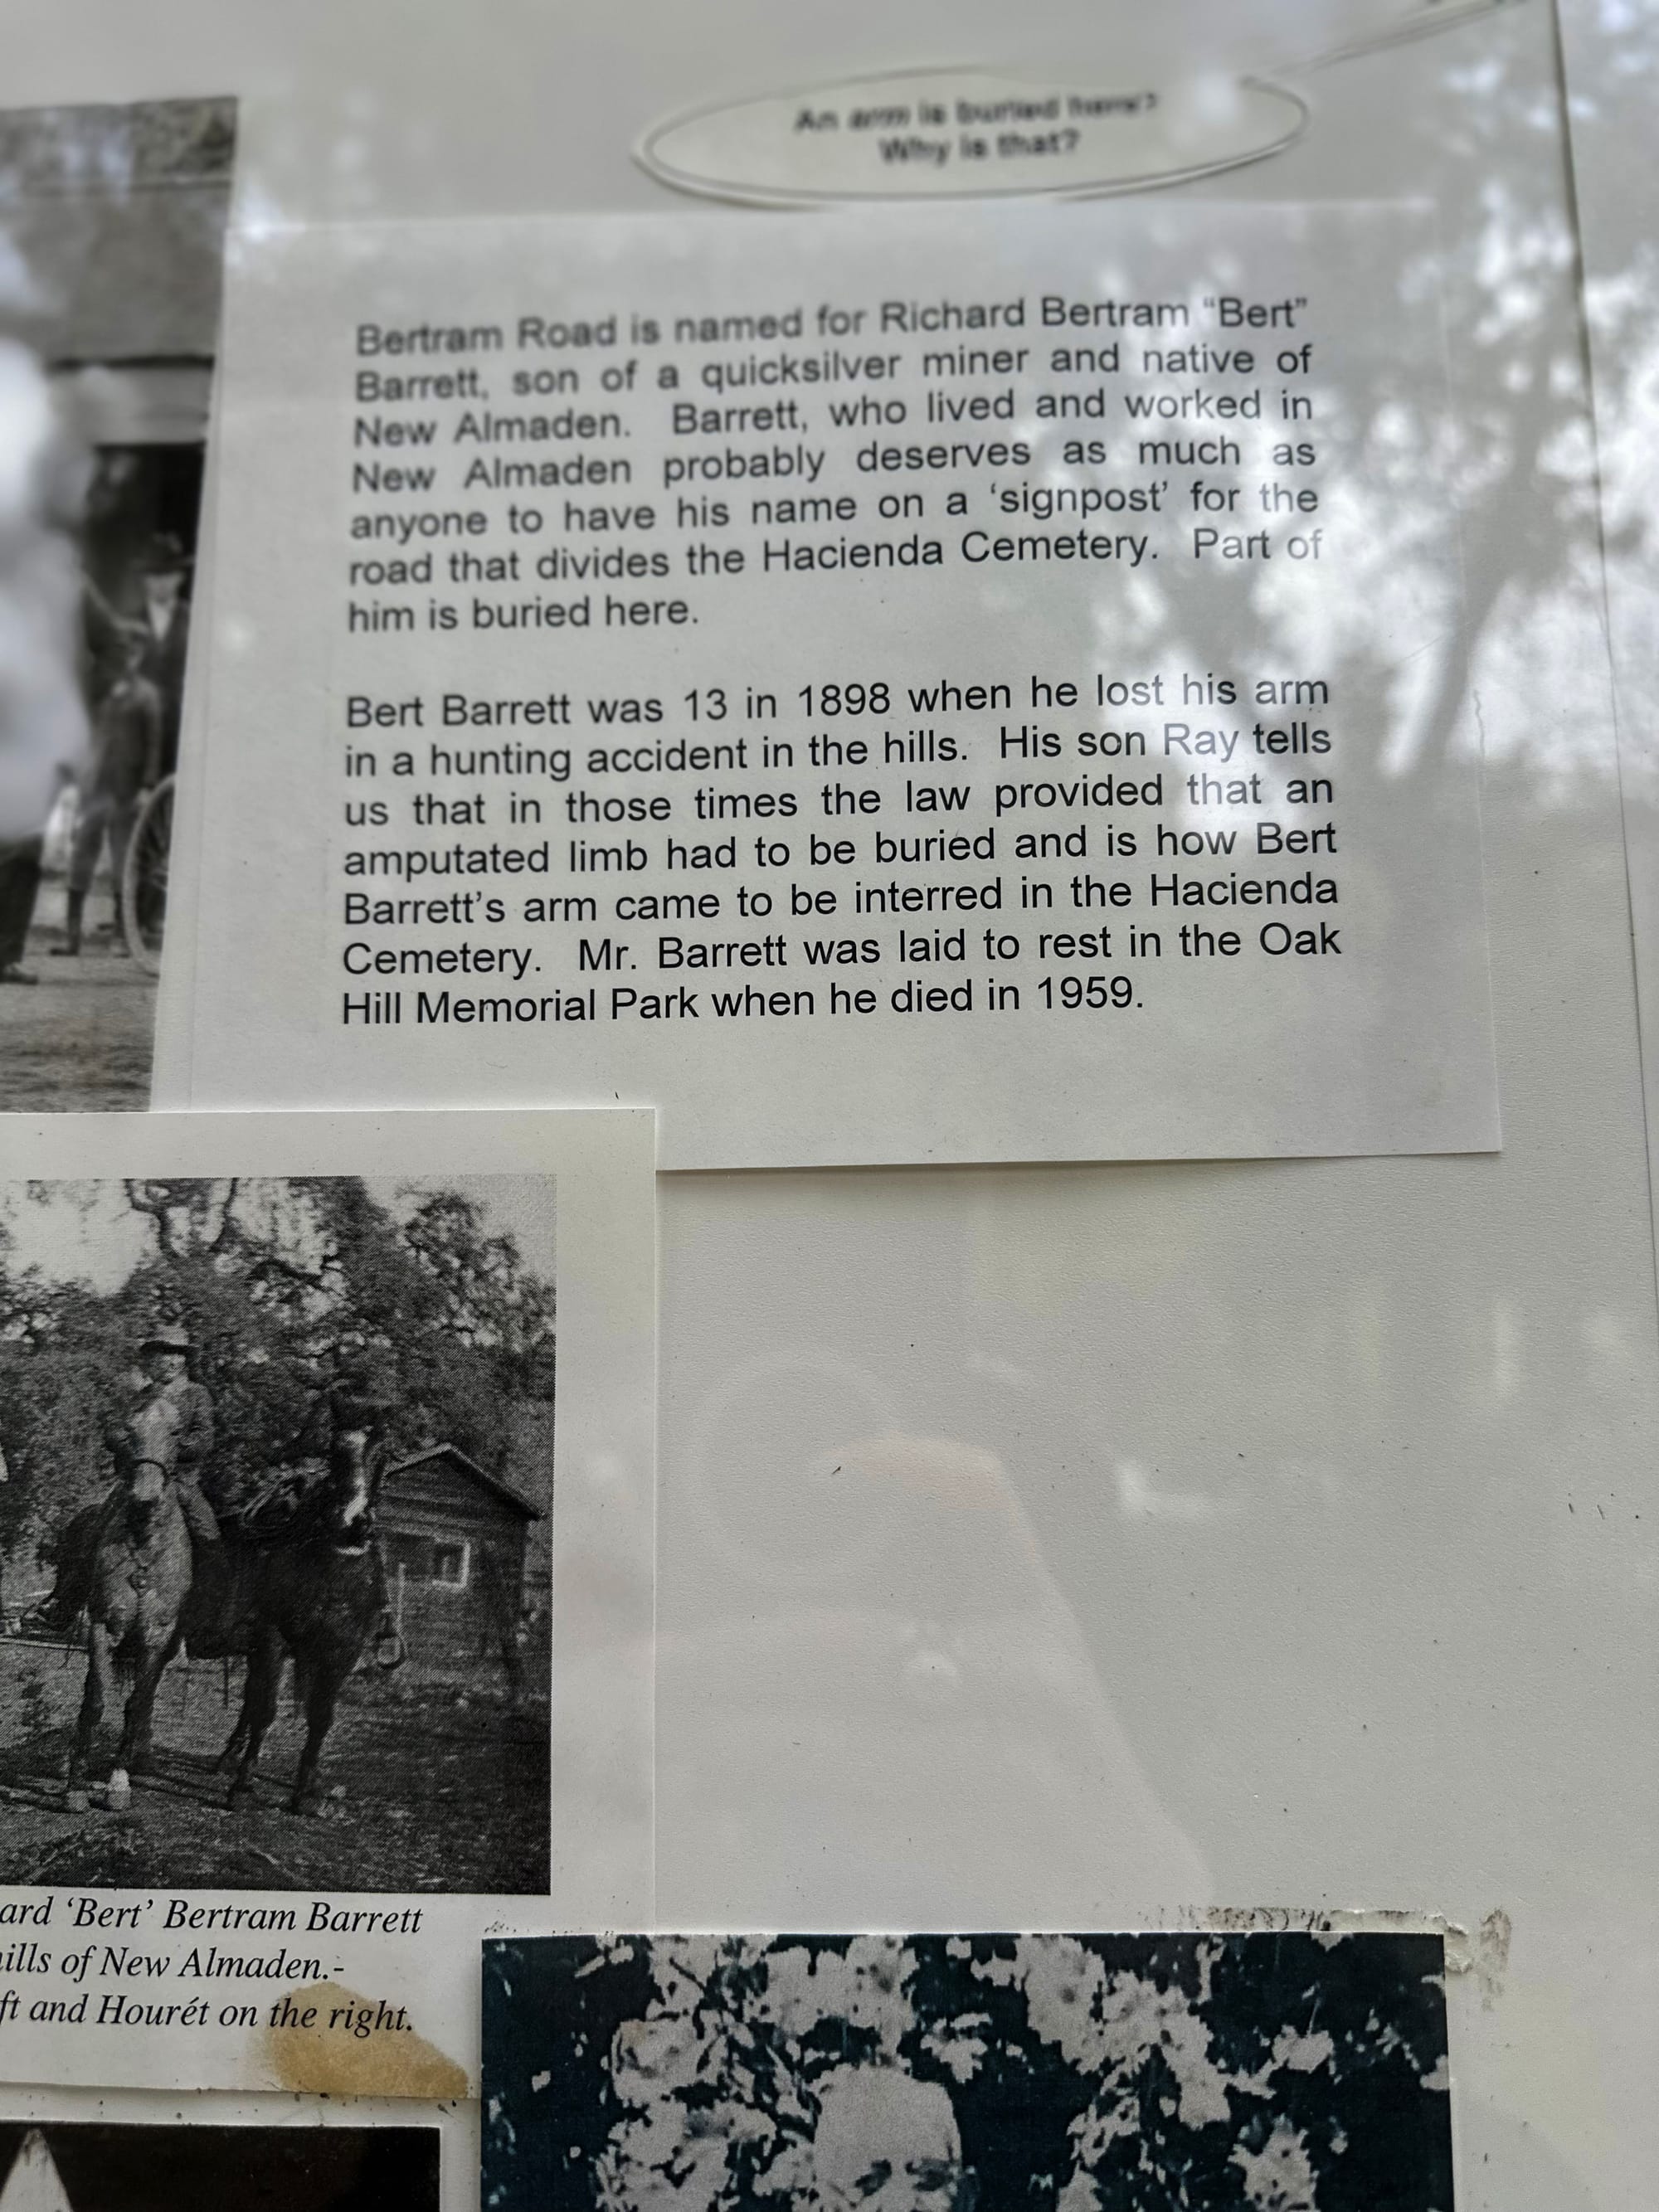 An arm is buried here?
Why is that?
Bertram Road is named for Richard Bertram “Bert”
Barrett, son of a quicksilver miner and native of
New Almaden. Barrett, who lived and worked in
New Almaden probably deserves as much as
anyone to have his name on a ‘signpost’ for the
road that divides the Hacienda Cemetery. Part of
him is buried here.
Bert Barrett was 13 in 1898 when he lost his arm
in a hunting accident in the hills. His son Ray tells
us that in those times the law provided that an
amputated limb had to be buried and is how Bert
Barrett’s arm came to be interred in the Hacienda
Cemetery. Mr. Barrett was laid to rest in the Oak
Hill Memorial Park when he died in 1959.
ard ‘Bert’ Bertram Barrett
ills of New Almaden.-
ft and Hourét on the right.